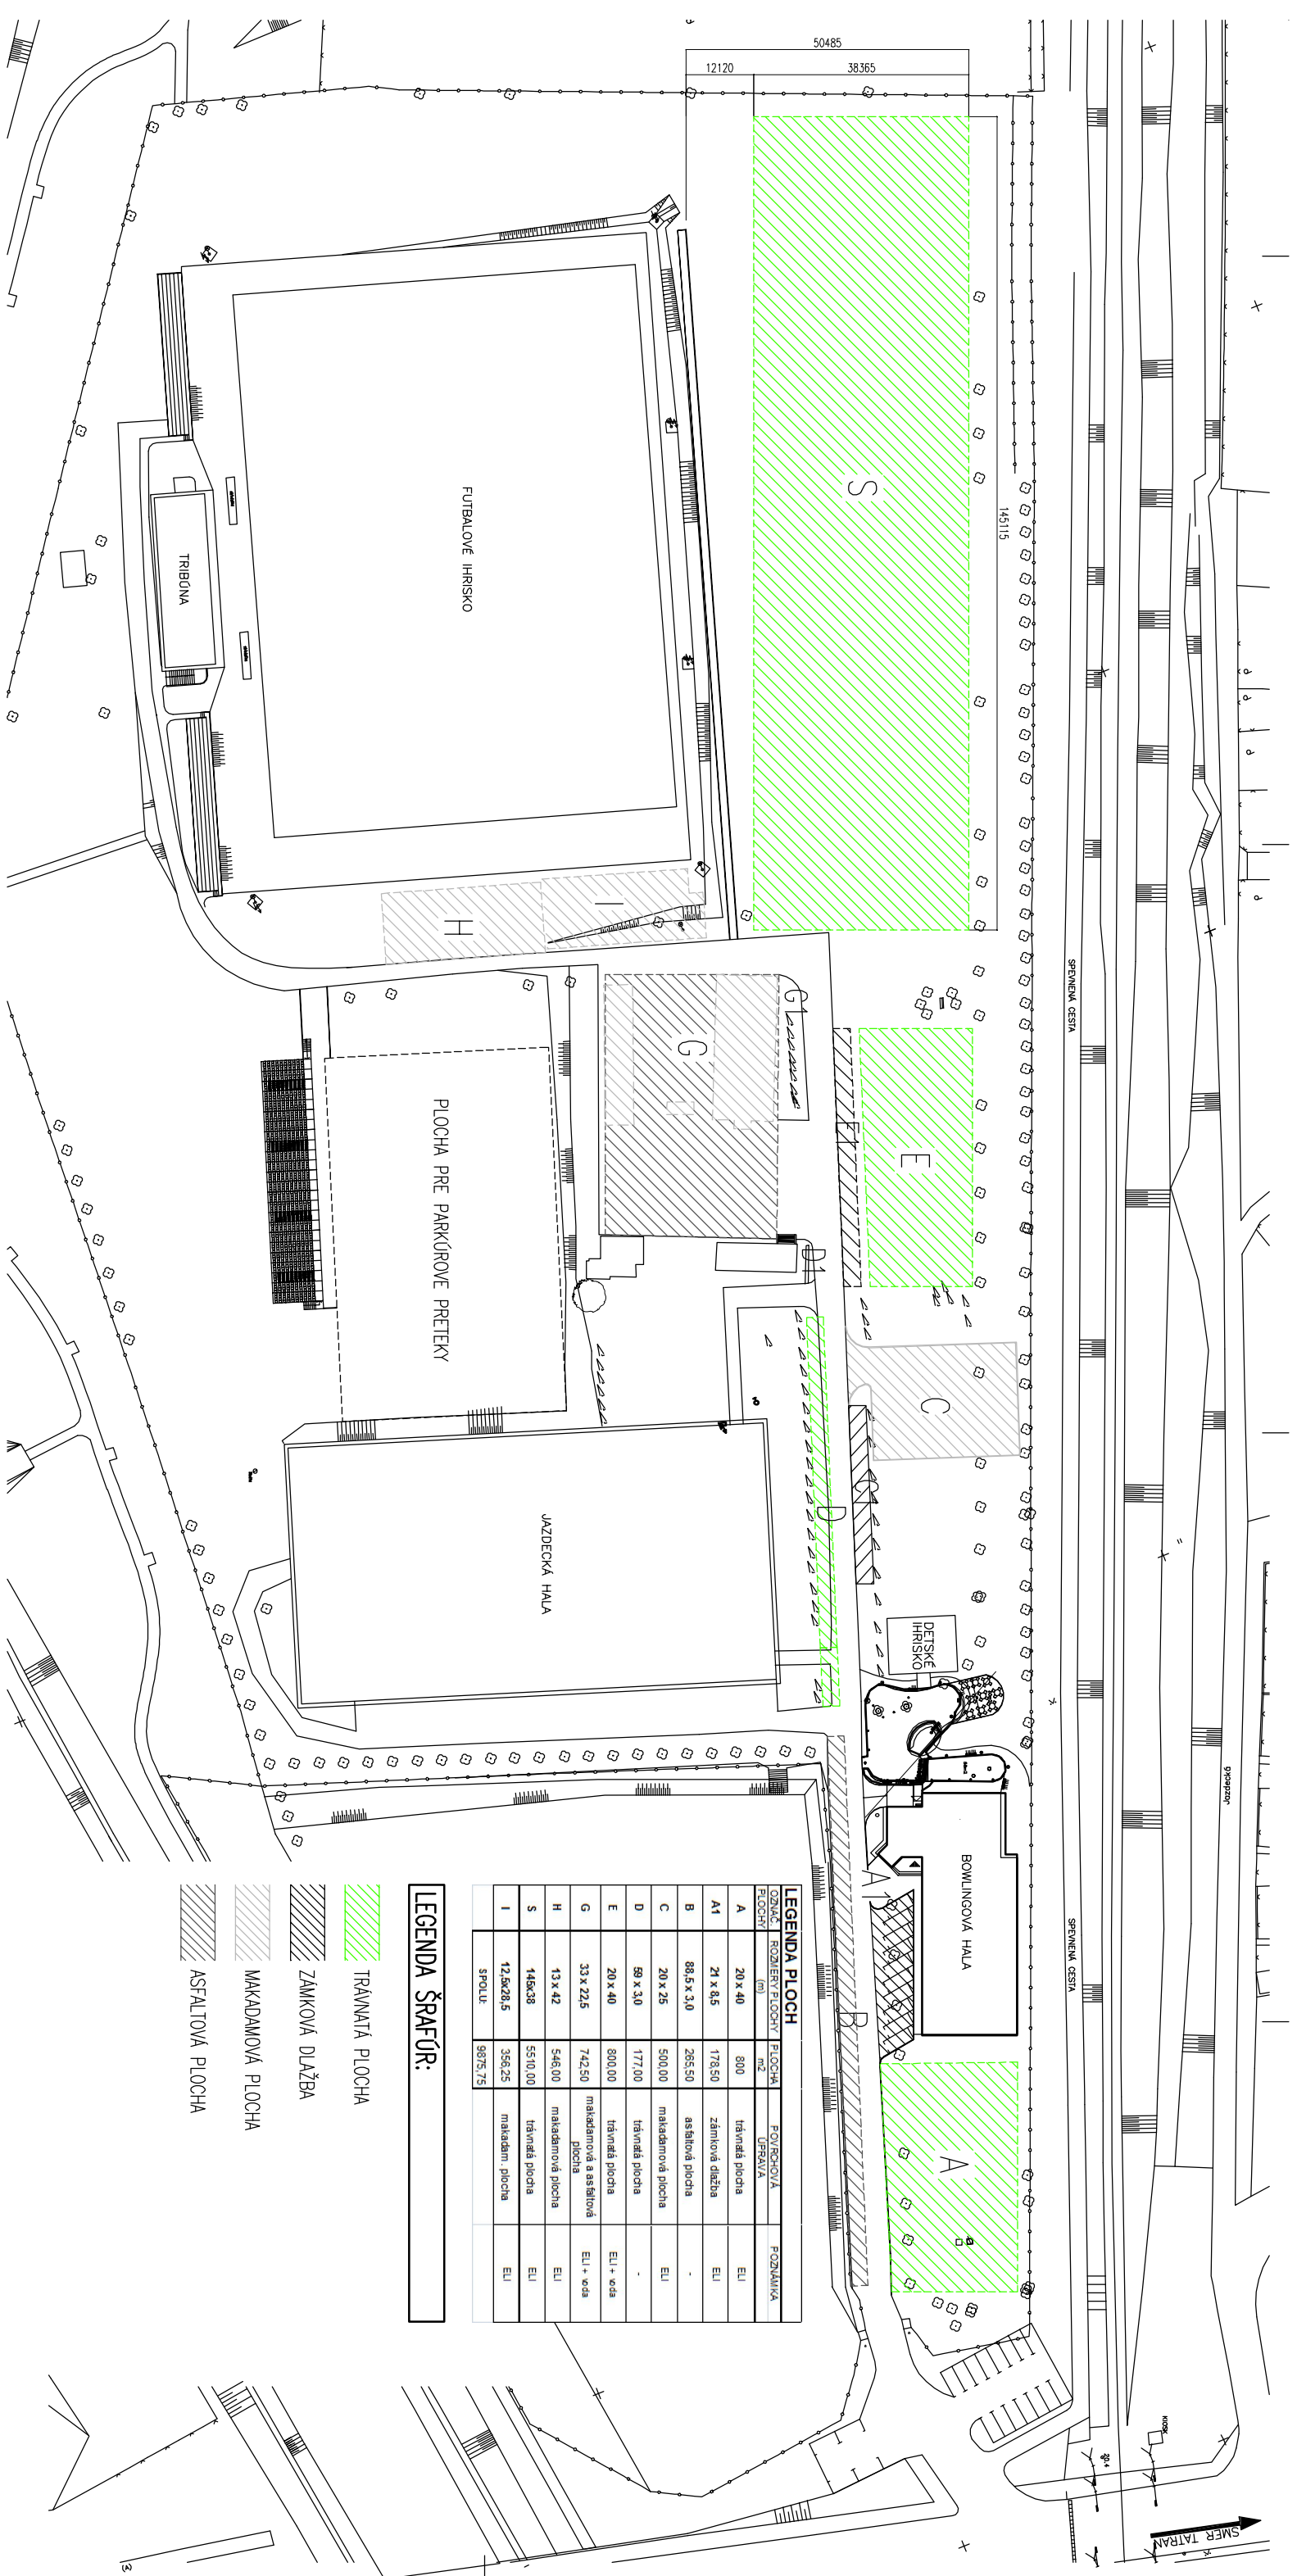 50485
12120
38365
145115
S
FUTBALOVÉ IHRISKO
TRIBÚNA
SPEVNENÁ CESTA
H
I
G1
G
E1
E
PLOCHA PRE PARKÚROVE PRETEKY
D1
C
D
JAZDECKÁ HALA
DETSKÉ
IHRISKO
Jazdecká
BOWLINGOVÁ HALA
SPEVNENÁ CESTA
A1
B
A
KIOSK
SMER TATRAN
LEGENDA PLOCH
OZNAČ. PLOCHY ROZMERY PLOCHY (m) PLOCHA m2 POVRCHOVÁ ÚPRAVA POZNÁMKA
A 20 x 40 800 trávnatá plocha ELI
A1 21 x 8,5 178,50 zámková dlažba ELI
B 88,5 x 3,0 265,50 asfaltová plocha -
C 20 x 25 500,00 makadamová plocha ELI
D 59 x 3,0 177,00 trávnatá plocha -
E 20 x 40 800,00 trávnatá plocha ELI + voda
G 33 x 22,5 742,50 makadamová a asfaltová plocha ELI + voda
H 13 x 42 546,00 makadamová plocha ELI
S 145x38 5510,00 trávnatá plocha ELI
I 12,5x28,5 356,25 makadam. plocha ELI
SPOLU: 9875,75
LEGENDA ŠRAFÚR:
TRÁVNATÁ PLOCHA
ZÁMKOVÁ DLAŽBA
MAKADAMOVÁ PLOCHA
ASFALTOVÁ PLOCHA